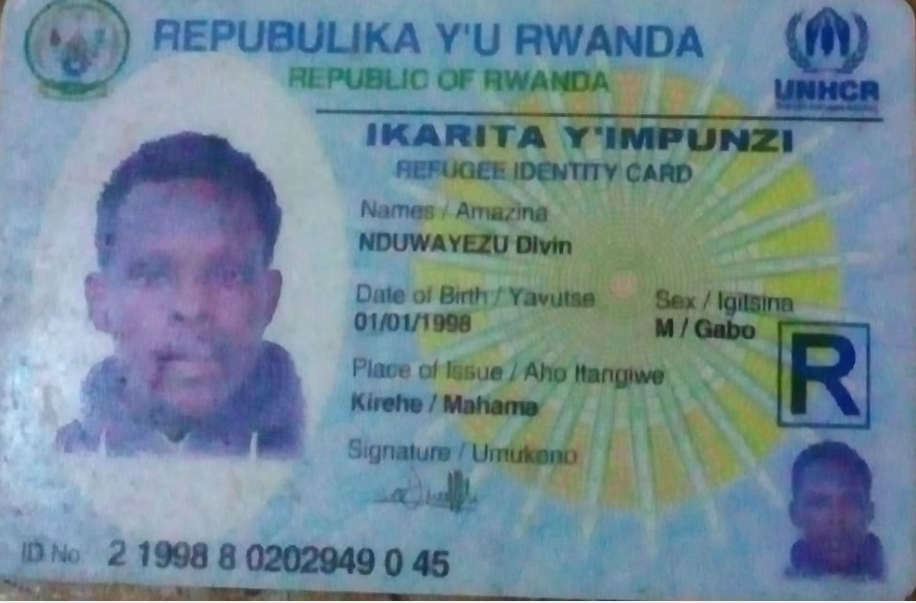 REPUBULIKA Y'U RWANDA
REPUBLIC OF RWANDA
UNHCR
IKARITA Y'IMPUNZI
REFUGEE IDENTITY CARD
Names / Amazina
NDUWAYEZU Divin
Date of Birth / Yavutse Sex / Igitsina
01/01/1998 M / Gabo
R
Place of Issue / Aho Itangiwe
Kirehe / Mahama
Signature / Umukono
ID No 2 1998 8 0202949 0 45